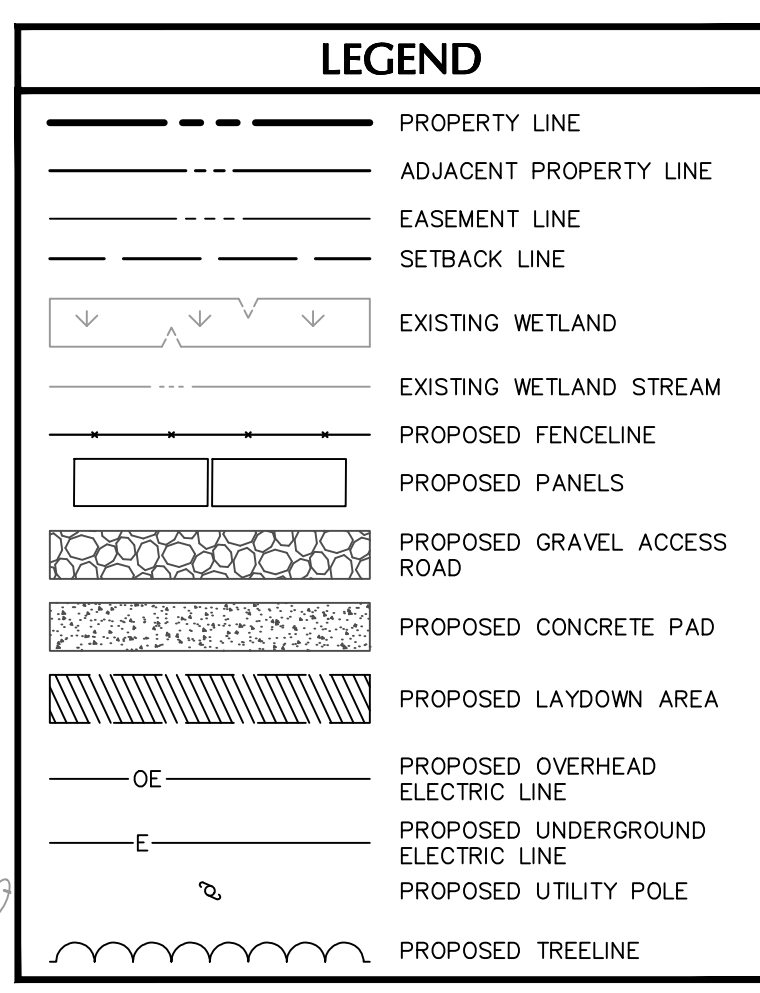 LEGEND
PROPERTY LINE
ADJACENT PROPERTY LINE
EASEMENT LINE
SETBACK LINE
EXISTING WETLAND
EXISTING WETLAND STREAM
PROPOSED FENCELINE
PROPOSED PANELS
PROPOSED GRAVEL ACCESS
ROAD
PROPOSED CONCRETE PAD
PROPOSED LAYDOWN AREA
OE
PROPOSED OVERHEAD
ELECTRIC LINE
E
PROPOSED UNDERGROUND
ELECTRIC LINE
PROPOSED UTILITY POLE
PROPOSED TREELINE